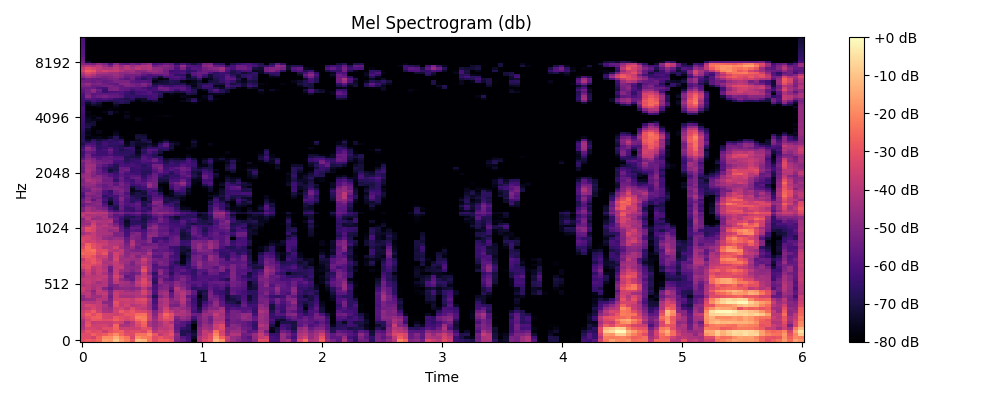 Mel Spectrogram (db)
+0 dB
8192
-10 dB
4096
-20 dB
-30 dB
2048
Hz
-40 dB
1024
-50 dB
512
-60 dB
-70 dB
0
-80 dB
0 1 2 3 4 5 6
Time